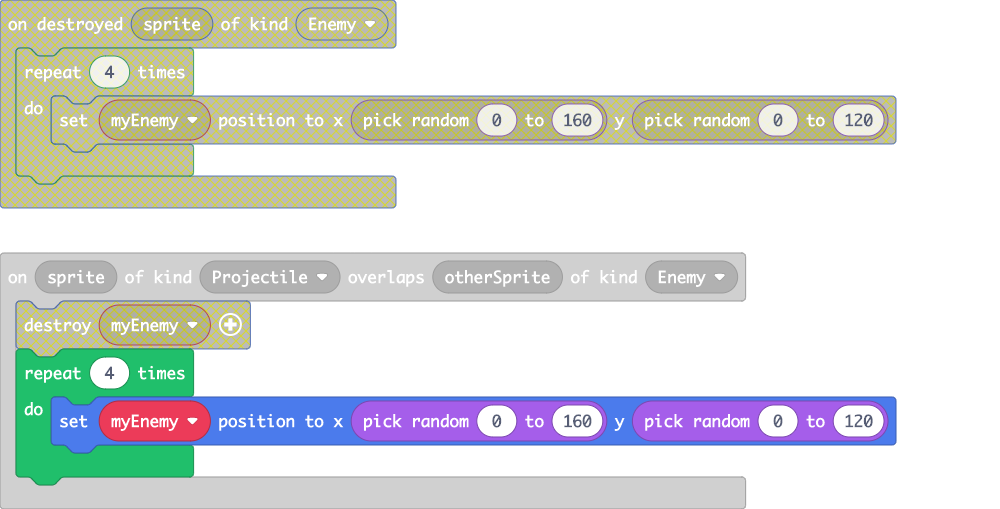 on destroyed sprite of kind Enemy
repeat 4 times
do set myEnemy position to x pick random 0 to 160 y pick random 0 to 120
on sprite of kind Projectile overlaps otherSprite of kind Enemy
destroy myEnemy
repeat 4 times
do set myEnemy position to x pick random 0 to 160 y pick random 0 to 120